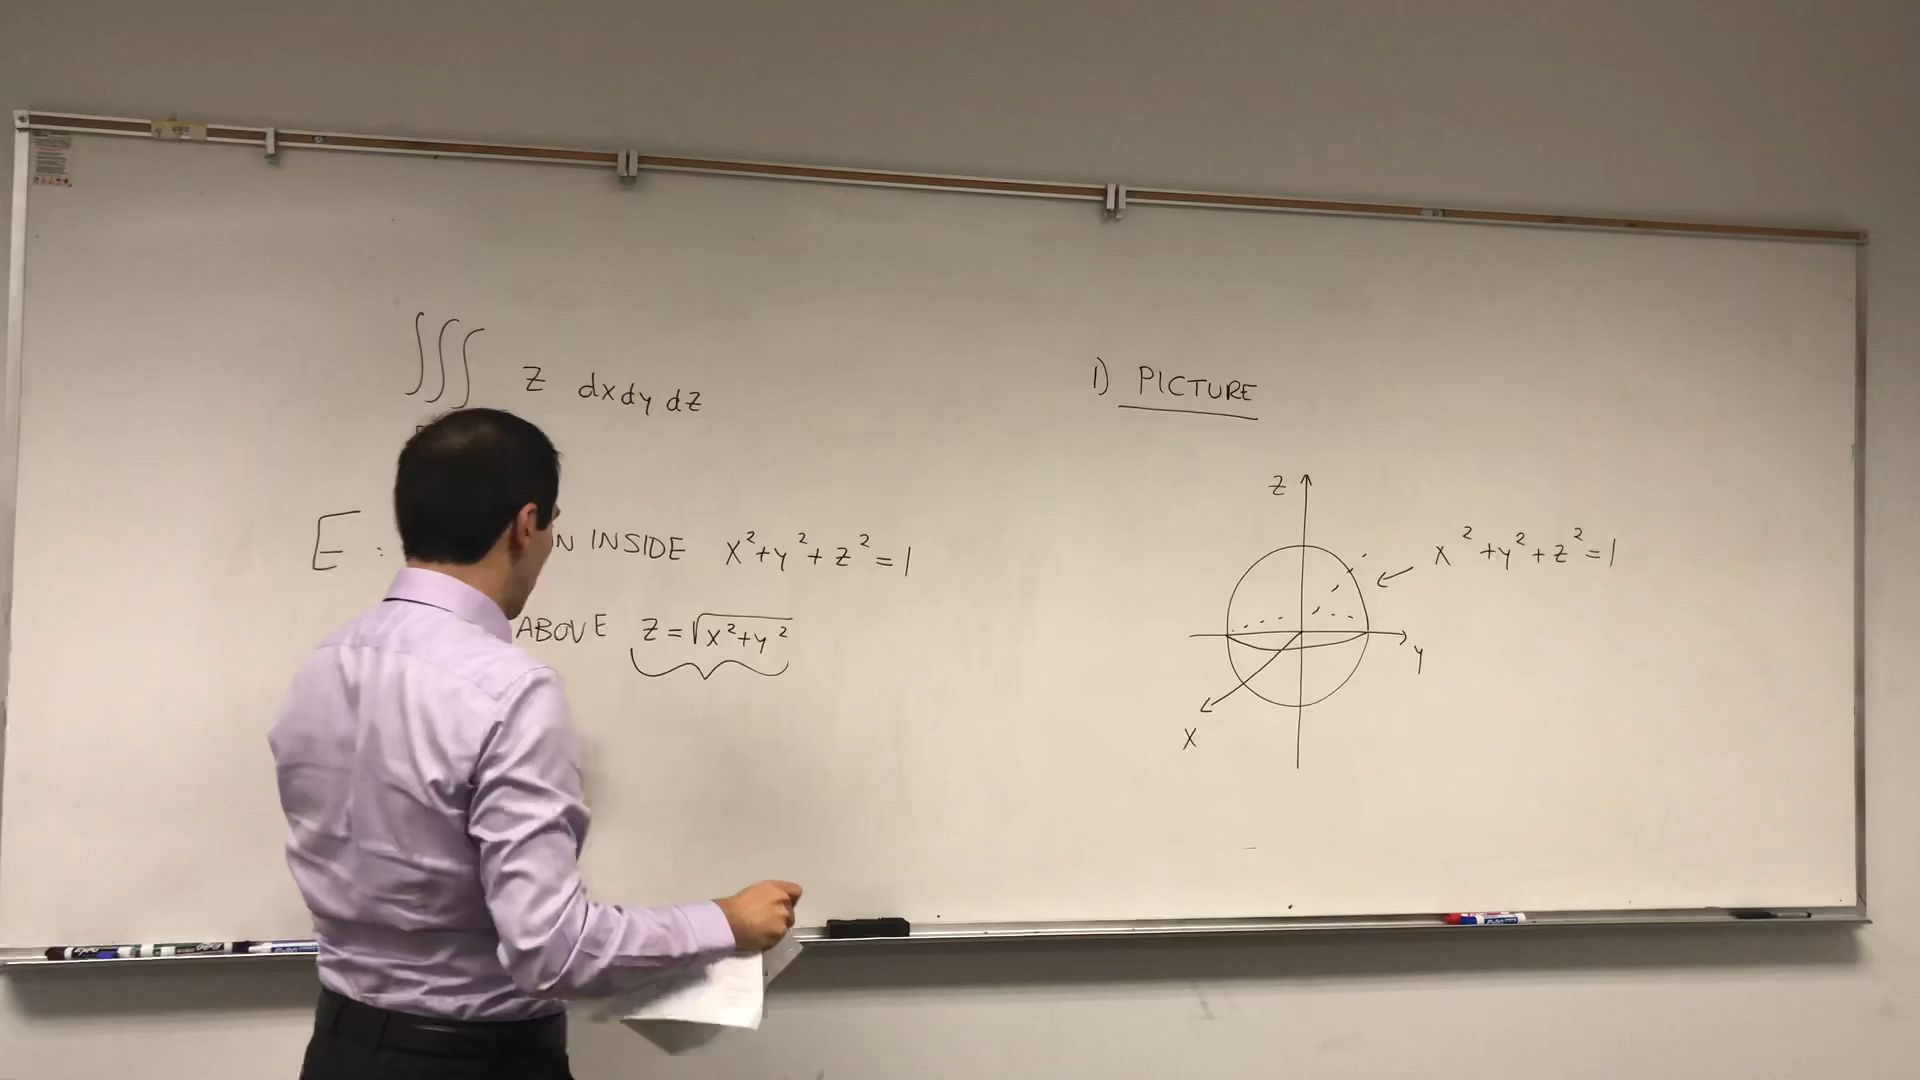 ∭ z dx dy dz
E : INSIDE x²+y²+z²=1
ABOVE z=√(x²+y²)
1) PICTURE
z
x²+y²+z²=1
y
x